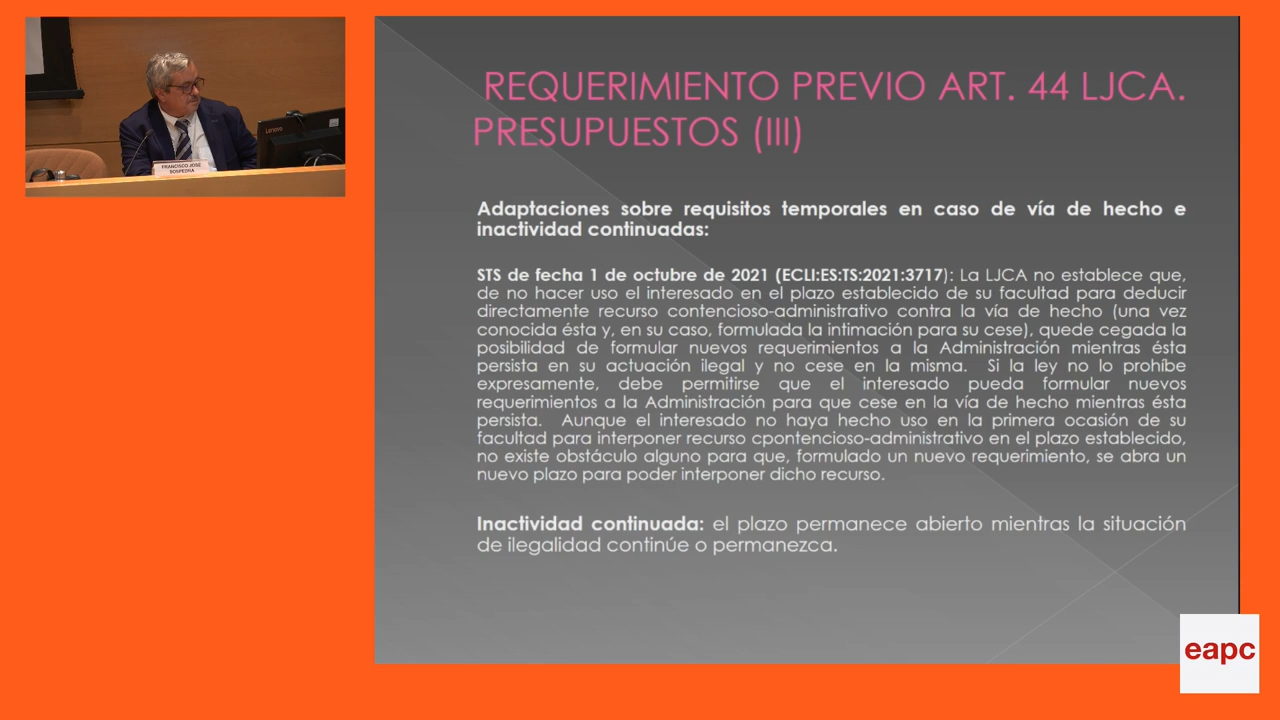 Lenovo
FRANCISCO JOSÉ
SOSPEDRA
REQUERIMIENTO PREVIO ART. 44 LJCA.
PRESUPUESTOS (III)
Adaptaciones sobre requisitos temporales en caso de vía de hecho e
inactividad continuadas:
STS de fecha 1 de octubre de 2021 (ECLI:ES:TS:2021:3717): La LJCA no establece que,
de no hacer uso el interesado en el plazo establecido de su facultad para deducir
directamente recurso contencioso-administrativo contra la vía de hecho (una vez
conocida ésta y, en su caso, formulada la intimación para su cese), quede cegada la
posibilidad de formular nuevos requerimientos a la Administración mientras ésta
persista en su actuación ilegal y no cese en la misma. Si la ley no lo prohíbe
expresamente, debe permitirse que el interesado pueda formular nuevos
requerimientos a la Administración para que cese en la vía de hecho mientras ésta
persista. Aunque el interesado no haya hecho uso en la primera ocasión de su
facultad para interponer recurso cpontencioso-administrativo en el plazo establecido,
no existe obstáculo alguno para que, formulado un nuevo requerimiento, se abra un
nuevo plazo para poder interponer dicho recurso.
Inactividad continuada: el plazo permanece abierto mientras la situación
de ilegalidad continúe o permanezca.
eapc